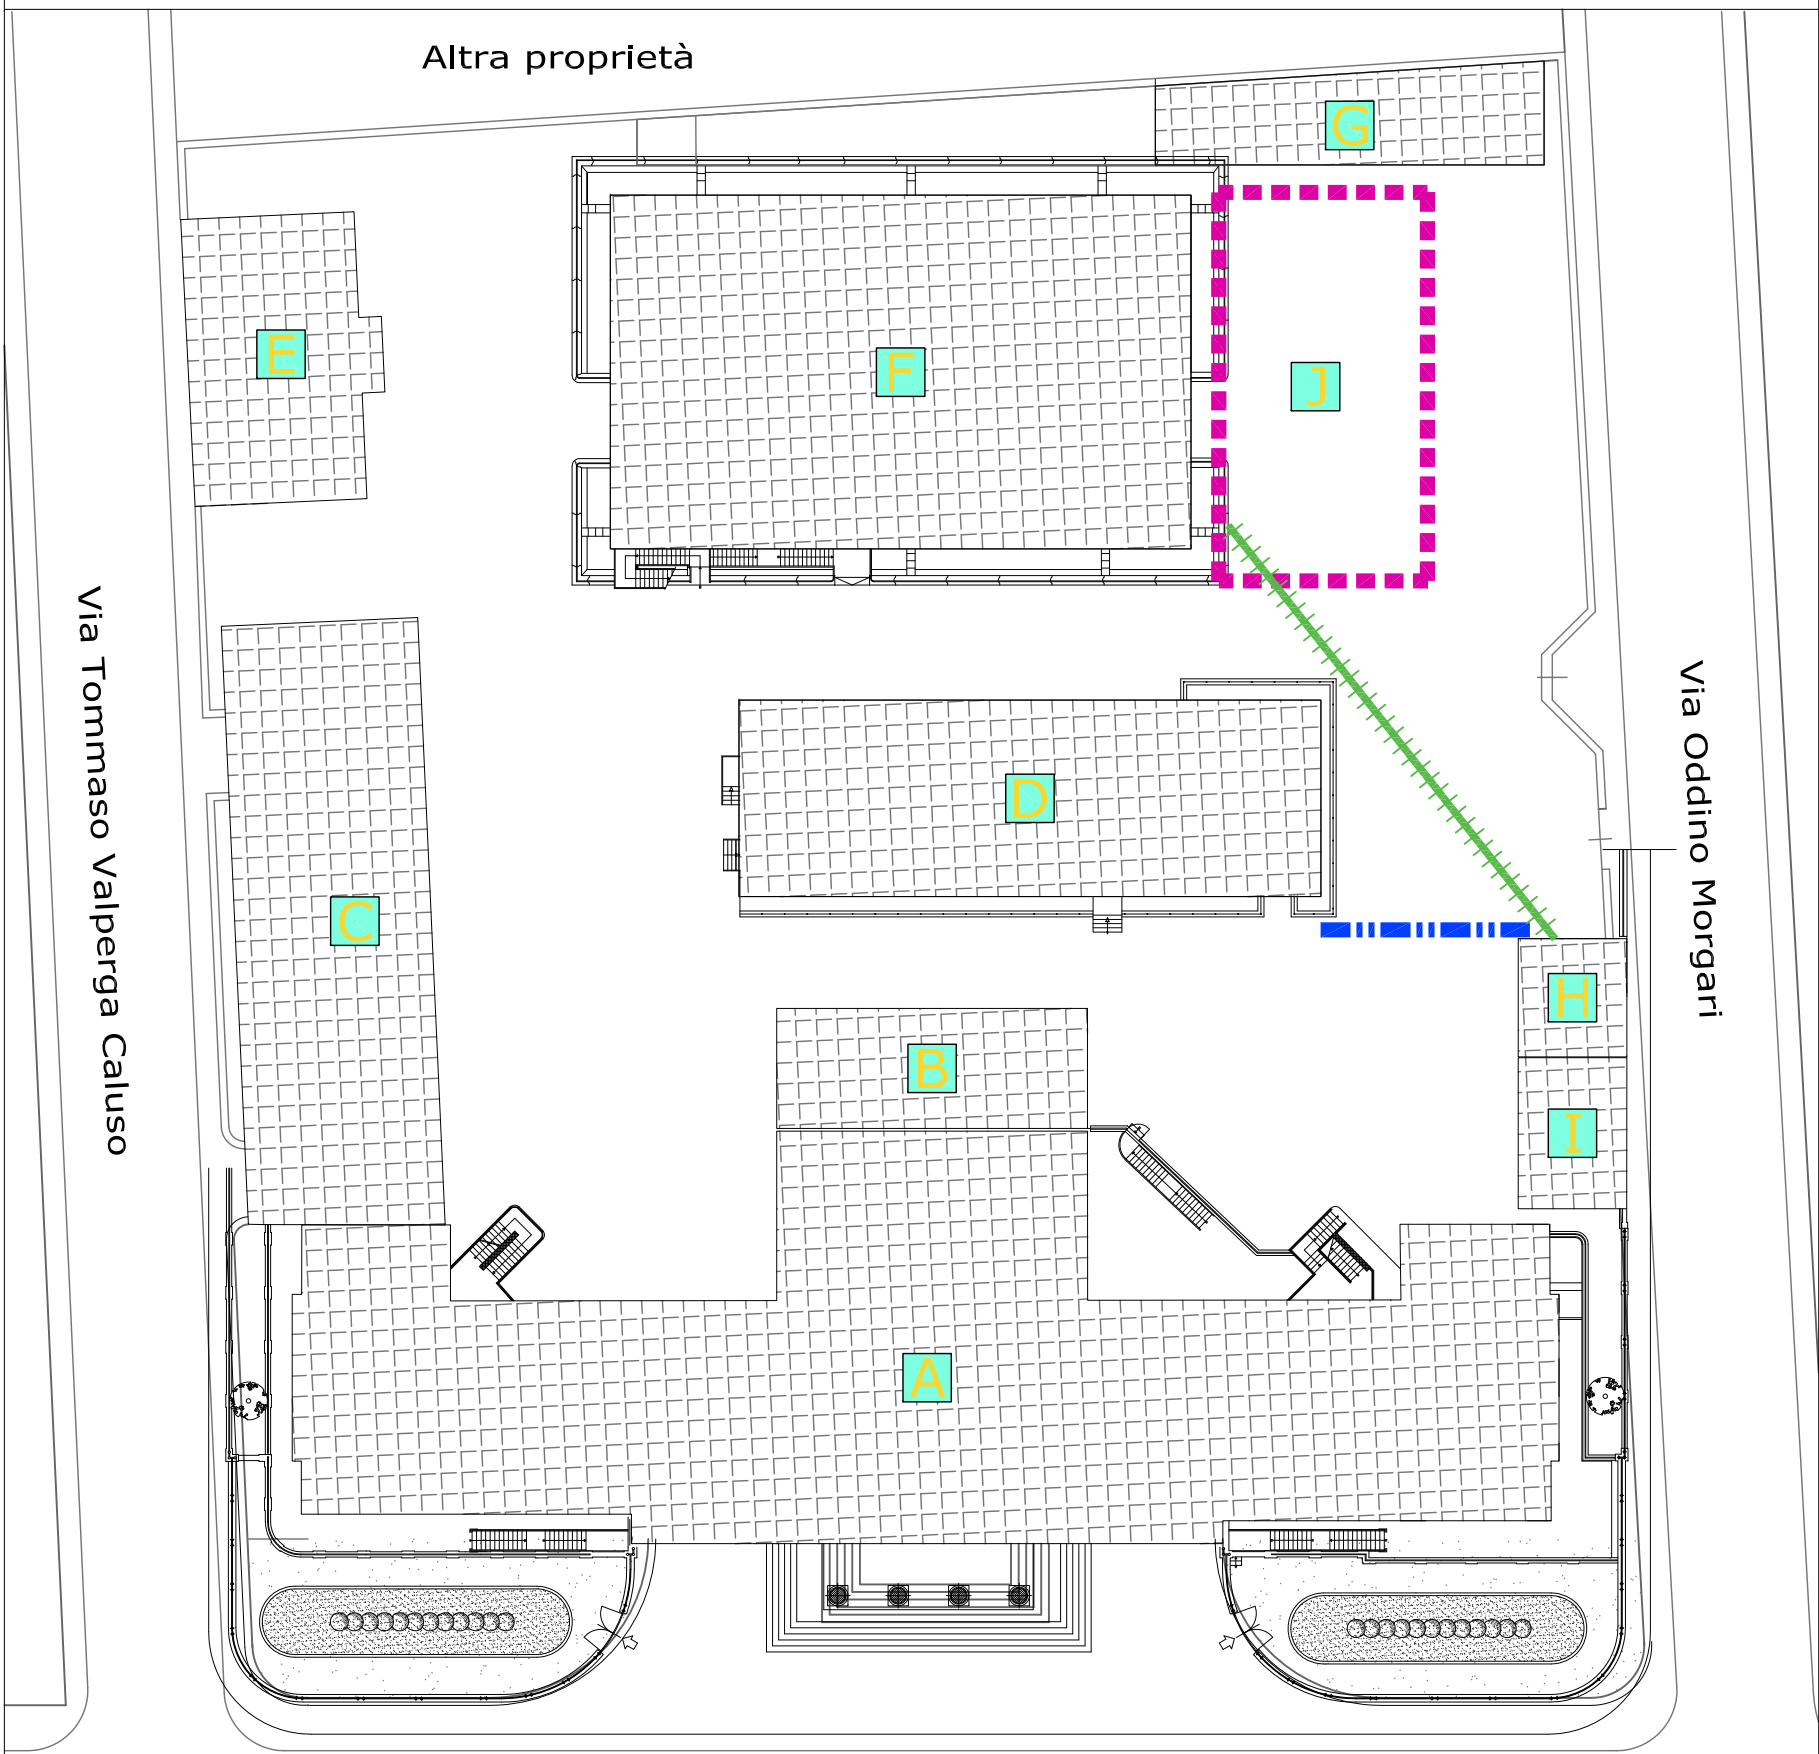 Altra proprietà
G
E
F
J
Via Tommaso Valperga Caluso
Via Oddino Morgari
D
C
H
B
I
A